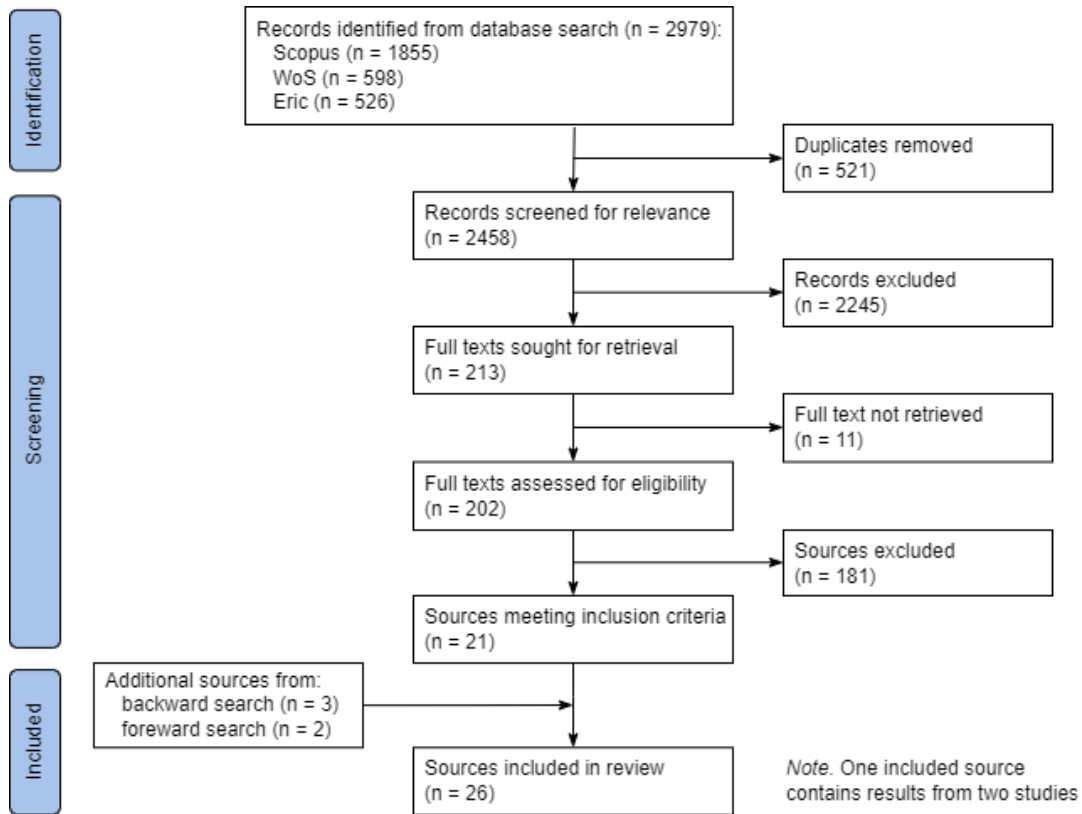 Identification
Records identified from database search (n = 2979):
Scopus (n = 1855)
WoS (n = 598)
Eric (n = 526)
Duplicates removed
(n = 521)
Screening
Records screened for relevance
(n = 2458)
Records excluded
(n = 2245)
Full texts sought for retrieval
(n = 213)
Full text not retrieved
(n = 11)
Full texts assessed for eligibility
(n = 202)
Sources excluded
(n = 181)
Sources meeting inclusion criteria
(n = 21)
Included
Additional sources from:
backward search (n = 3)
foreward search (n = 2)
Sources included in review
(n = 26)
Note. One included source
contains results from two studies